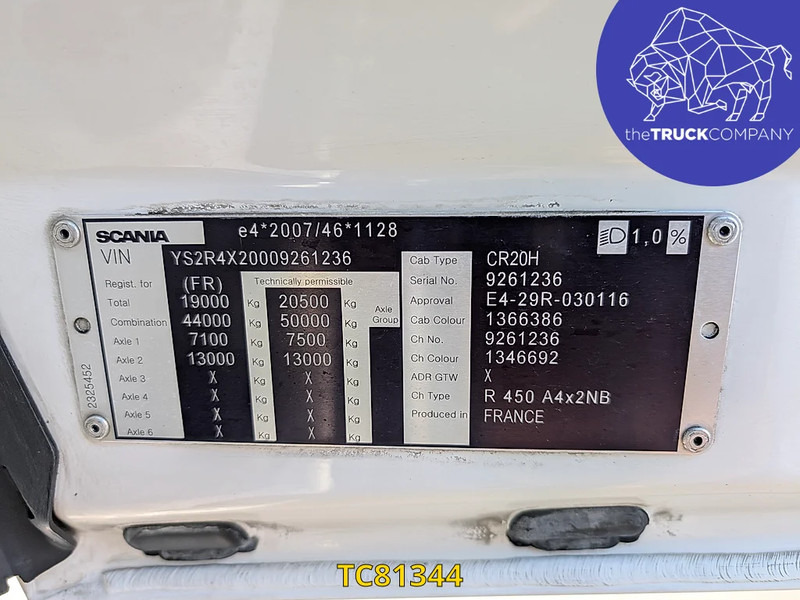 theTRUCKCOMPANY
SCANIA e4*2007/46*1128 1,0 %
VIN YS2R4X20009261236
Regist. for (FR) Technically permissible
Total 19000 Kg 20500 Kg Axle Group
Combination 44000 Kg 50000 Kg
Axle 1 7100 Kg 7500 Kg
Axle 2 13000 Kg 13000 Kg
Axle 3 X Kg X Kg
Axle 4 X Kg X Kg
Axle 5 X Kg X Kg
Axle 6 X Kg X Kg
2325452
Cab Type CR20H
Serial No. 9261236
Approval E4-29R-030116
Cab Colour 1366386
Ch No. 9261236
Ch Colour 1346692
ADR GTW X
Ch Type R 450 A4x2NB
Produced in FRANCE
TC81344